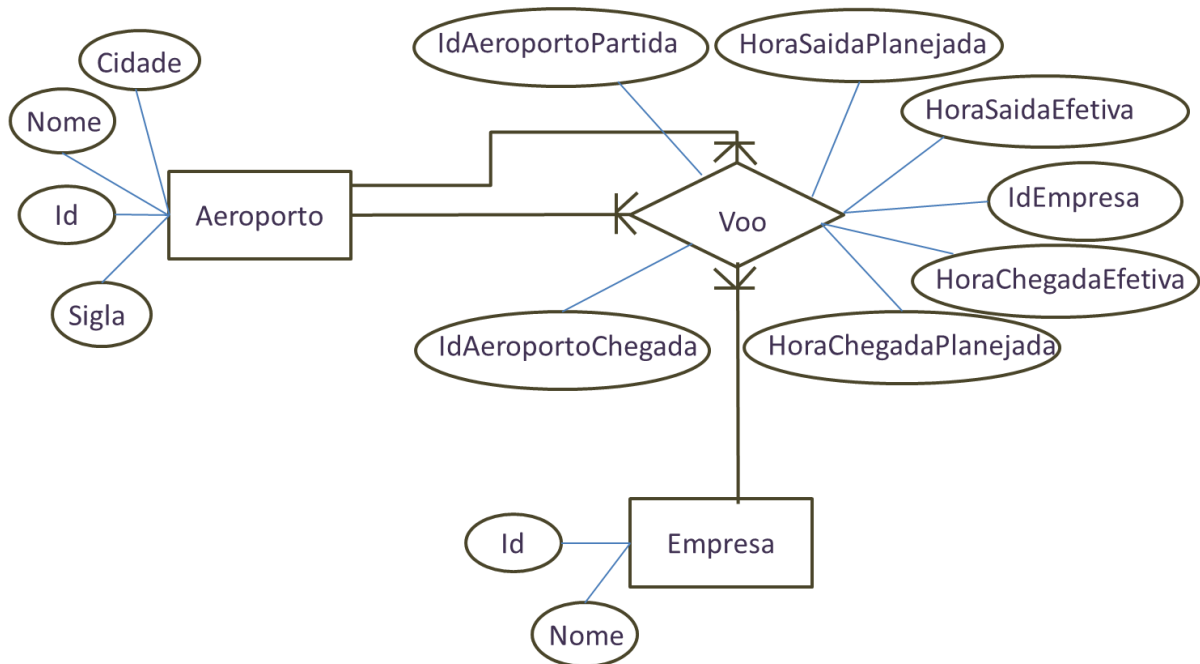 IdAeroportoPartida
HoraSaidaPlanejada
Cidade
HoraSaidaEfetiva
Nome
IdEmpresa
Id
Aeroporto
Voo
HoraChegadaEfetiva
Sigla
IdAeroportoChegada
HoraChegadaPlanejada
Id
Empresa
Nome